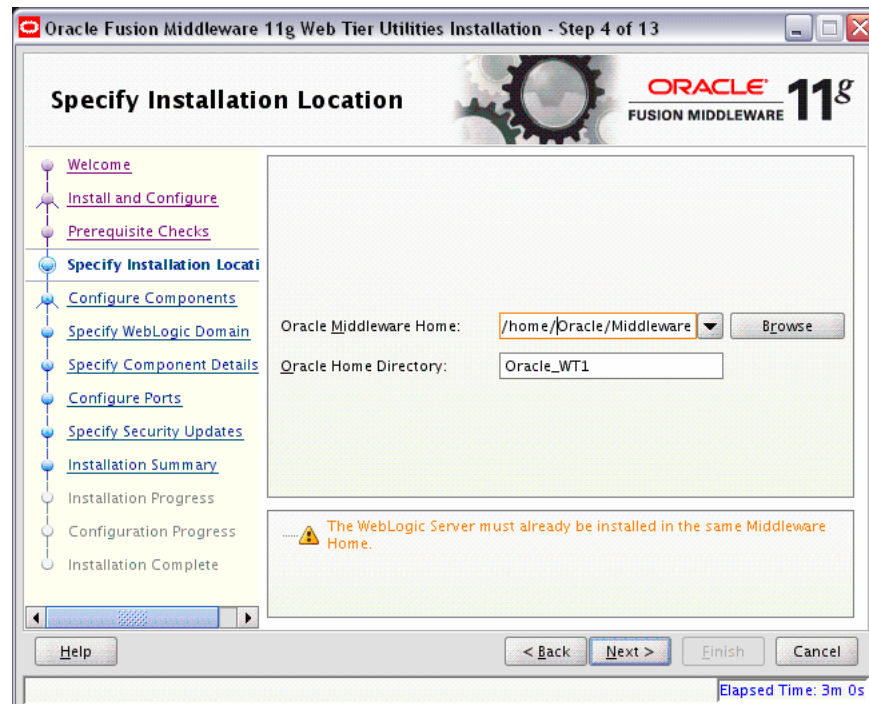 Oracle Fusion Middleware 11g Web Tier Utilities Installation - Step 4 of 13
Specify Installation Location
ORACLE
FUSION MIDDLEWARE
11g
Welcome
Install and Configure
Prerequisite Checks
Specify Installation Locati
Configure Components
Specify WebLogic Domain
Specify Component Details
Configure Ports
Specify Security Updates
Installation Summary
Installation Progress
Configuration Progress
Installation Complete
Oracle Middleware Home: /home/Oracle/Middleware Browse
Oracle Home Directory: Oracle_WT1
The WebLogic Server must already be installed in the same Middleware
Home.
Help < Back Next > Finish Cancel
Elapsed Time: 3m 0s